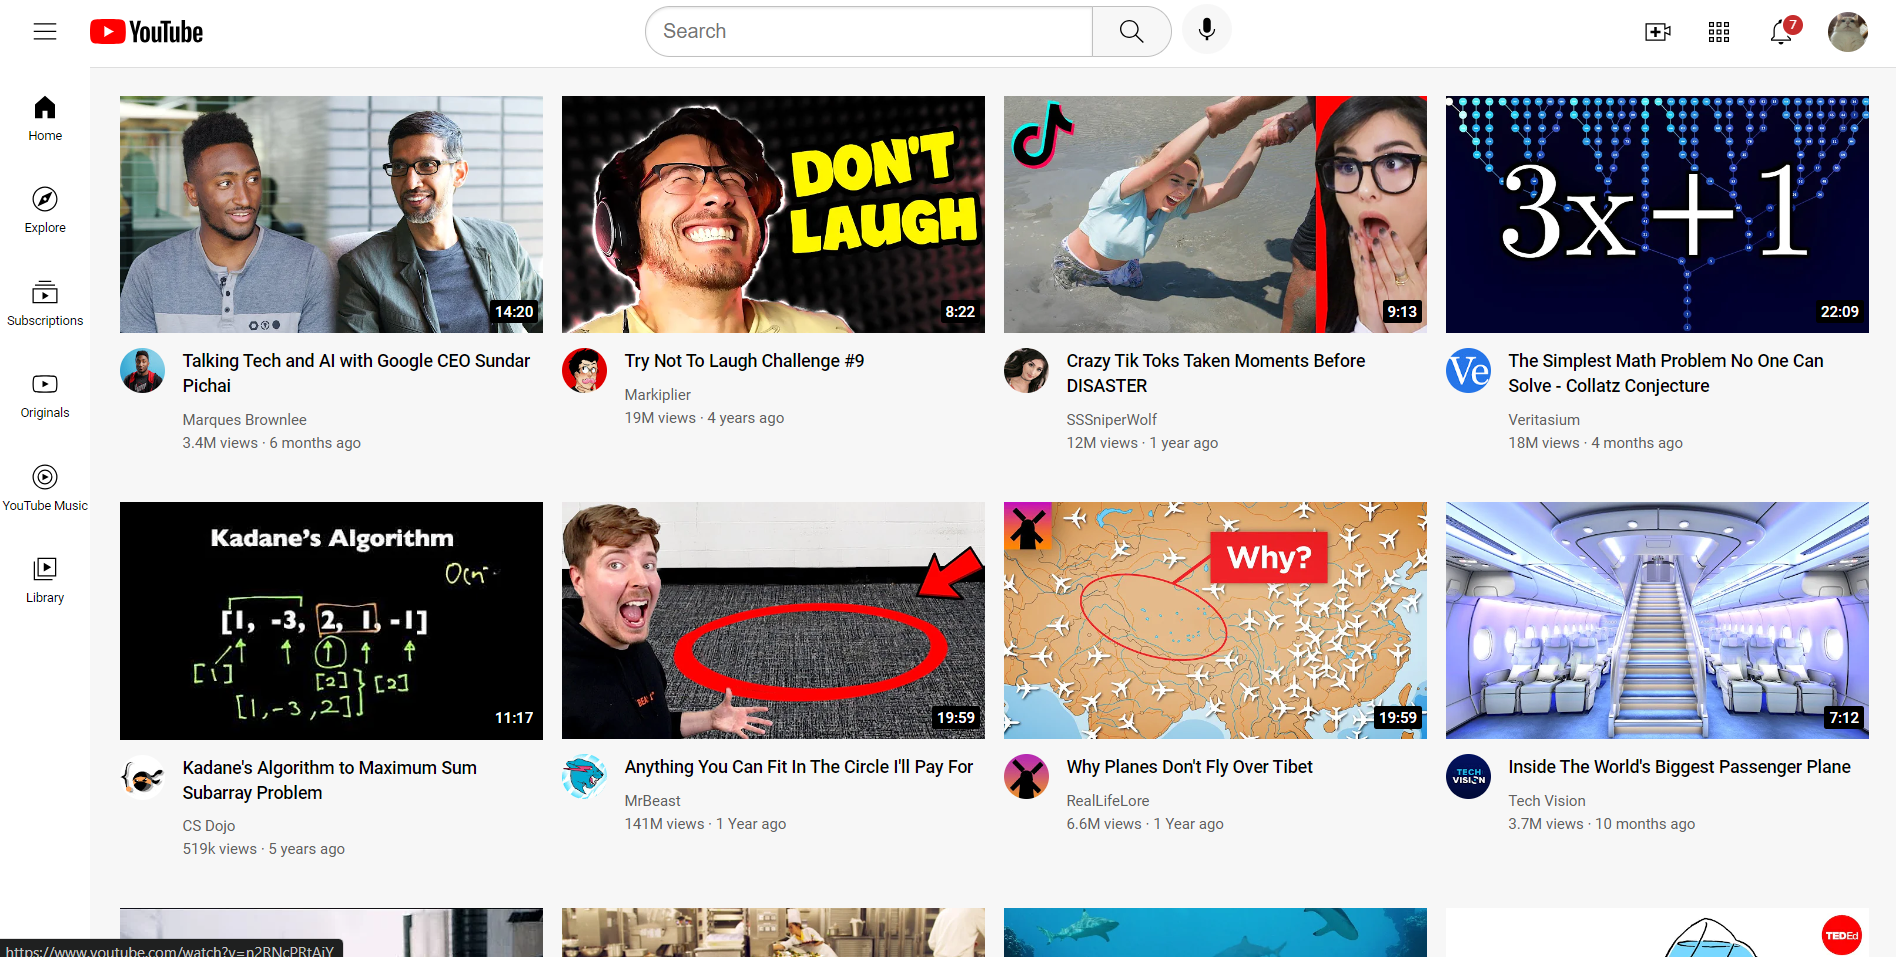 YouTube
Search
7
Home
Explore
Subscriptions
Originals
YouTube Music
Library
14:20
Talking Tech and AI with Google CEO Sundar
Pichai
Marques Brownlee
3.4M views · 6 months ago
DON'T
LAUGH
8:22
Try Not To Laugh Challenge #9
Markiplier
19M views · 4 years ago
9:13
Crazy Tik Toks Taken Moments Before
DISASTER
SSSniperWolf
12M views · 1 year ago
3x+1
22:09
Ve
The Simplest Math Problem No One Can
Solve - Collatz Conjecture
Veritasium
18M views · 4 months ago
Kadane's Algorithm
[1, -3, 2, 1, -1]
[1]
[2]
[2]
[1, -3, 2]
11:17
Kadane's Algorithm to Maximum Sum
Subarray Problem
CS Dojo
519k views · 5 years ago
19:59
Anything You Can Fit In The Circle I'll Pay For
MrBeast
141M views · 1 Year ago
Why?
19:59
Why Planes Don't Fly Over Tibet
RealLifeLore
6.6M views · 1 Year ago
7:12
TECH
VISION
Inside The World's Biggest Passenger Plane
Tech Vision
3.7M views · 10 months ago
TEDEd
https://www.youtube.com/watch?v=n2RNcPRtAiY